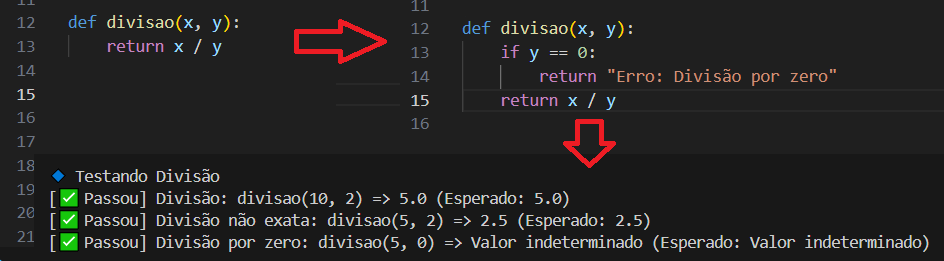 11
12 def divisao(x, y):
13     return x / y
14
15
16
17
18
19
20
21
11
12 def divisao(x, y):
13     if y == 0:
14         return "Erro: Divisão por zero"
15     return x / y
16
🔹 Testando Divisão
[✅ Passou] Divisão: divisao(10, 2) => 5.0 (Esperado: 5.0)
[✅ Passou] Divisão não exata: divisao(5, 2) => 2.5 (Esperado: 2.5)
[✅ Passou] Divisão por zero: divisao(5, 0) => Valor indeterminado (Esperado: Valor indeterminado)